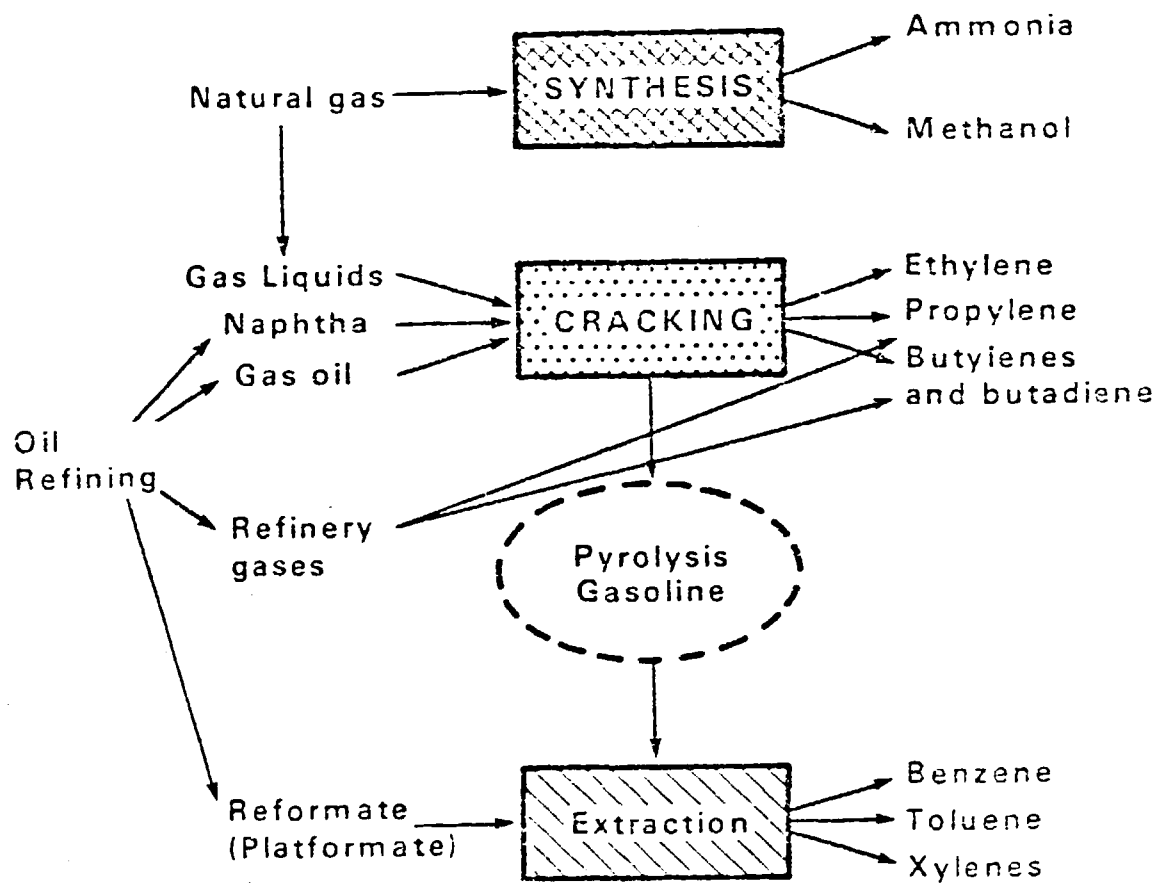 Ammonia
SYNTHESIS
Natural gas
Methanol
Gas Liquids
Ethylene
Naphtha
CRACKING
Propylene
Gas oil
Butylenes
and butadiene
Oil
Refining
Refinery
gases
Pyrolysis
Gasoline
Benzene
Reformate
(Platformate)
Extraction
Toluene
Xylenes